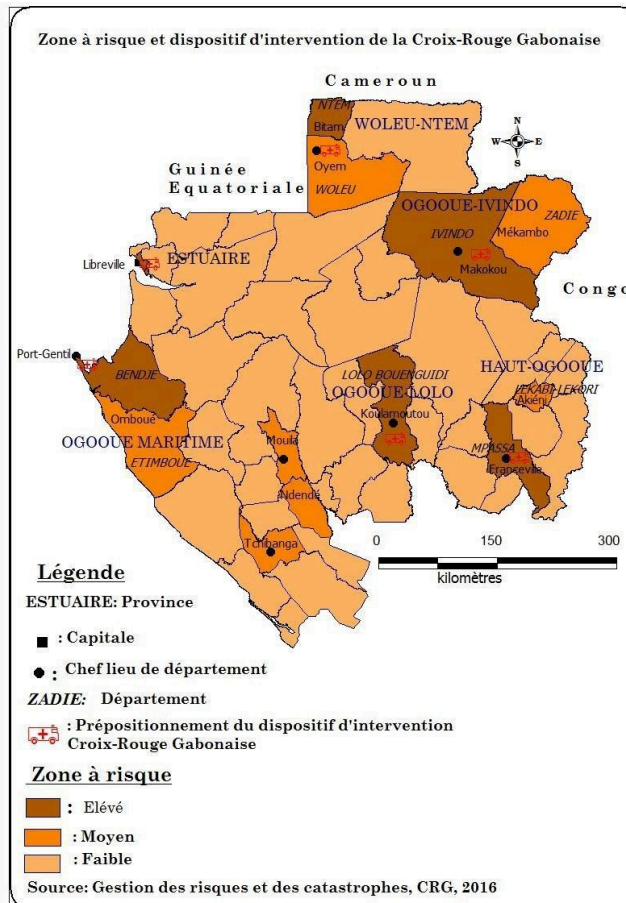 Zone à risque et dispositif d'intervention de la Croix-Rouge Gabonaise
Cameroun
NTEM
Bitam
WOLEU-NTEM
N
W E
S
Oyem
Guinée
Equatoriale
WOLEU
OGOOUE-IVINDO
ZADIE
IVINDO
Mékambo
Libreville
ESTUAIRE
Makokou
Congo
Port-Gentil
BENDJE
LOLO BOUENGUIDI
HAUT-OGOOUE
OGOOUE-LOLO
LEKABI-LEKORI
Akiéni
Omboué
Koulamoutou
OGOOUE MARITIME
Mouila
MPASSA
ETIMBOUE
Franceville
Ndendé
Tchibanga
0 150 300
kilomètres
Légende
ESTUAIRE: Province
: Capitale
: Chef lieu de département
ZADIE: Département
: Prépositionnement du dispositif d'intervention
Croix-Rouge Gabonaise
Zone à risque
: Elévé
: Moyen
: Faible
Source: Gestion des risques et des catastrophes, CRG, 2016